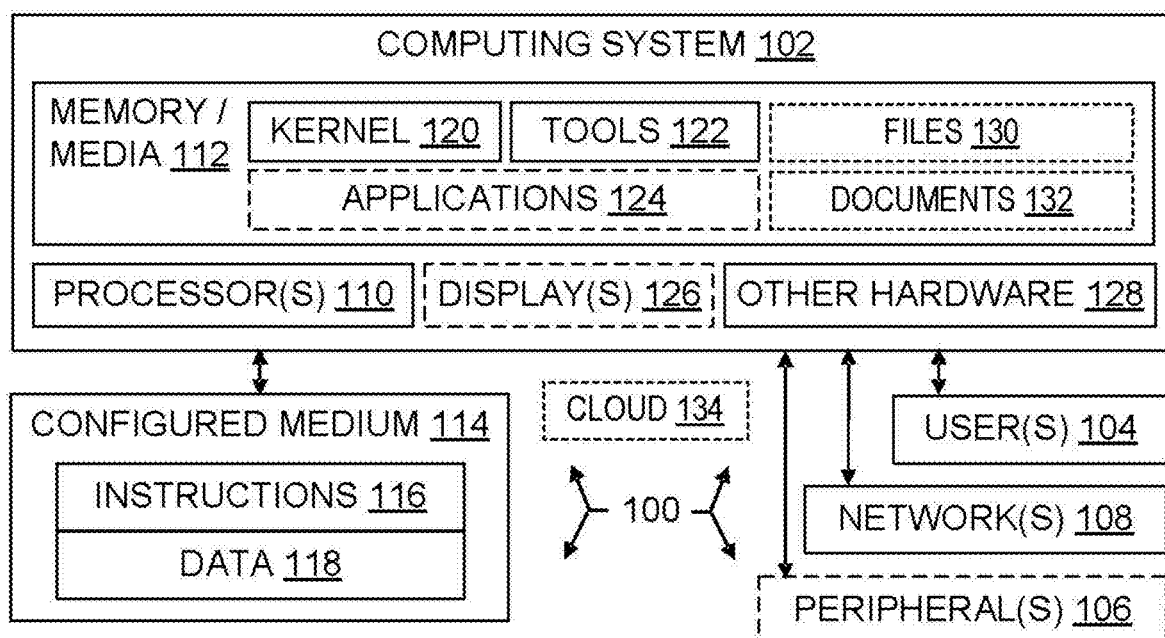 COMPUTING SYSTEM 102
MEMORY /
MEDIA 112
KERNEL 120
TOOLS 122
FILES 130
APPLICATIONS 124
DOCUMENTS 132
PROCESSOR(S) 110
DISPLAY(S) 126
OTHER HARDWARE 128
CONFIGURED MEDIUM 114
INSTRUCTIONS 116
DATA 118
CLOUD 134
100
USER(S) 104
NETWORK(S) 108
PERIPHERAL(S) 106